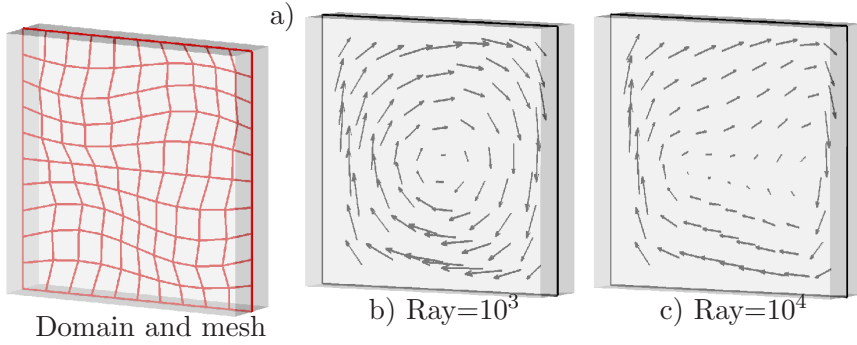 a)
Domain and mesh
b) Ray=10³
c) Ray=10⁴